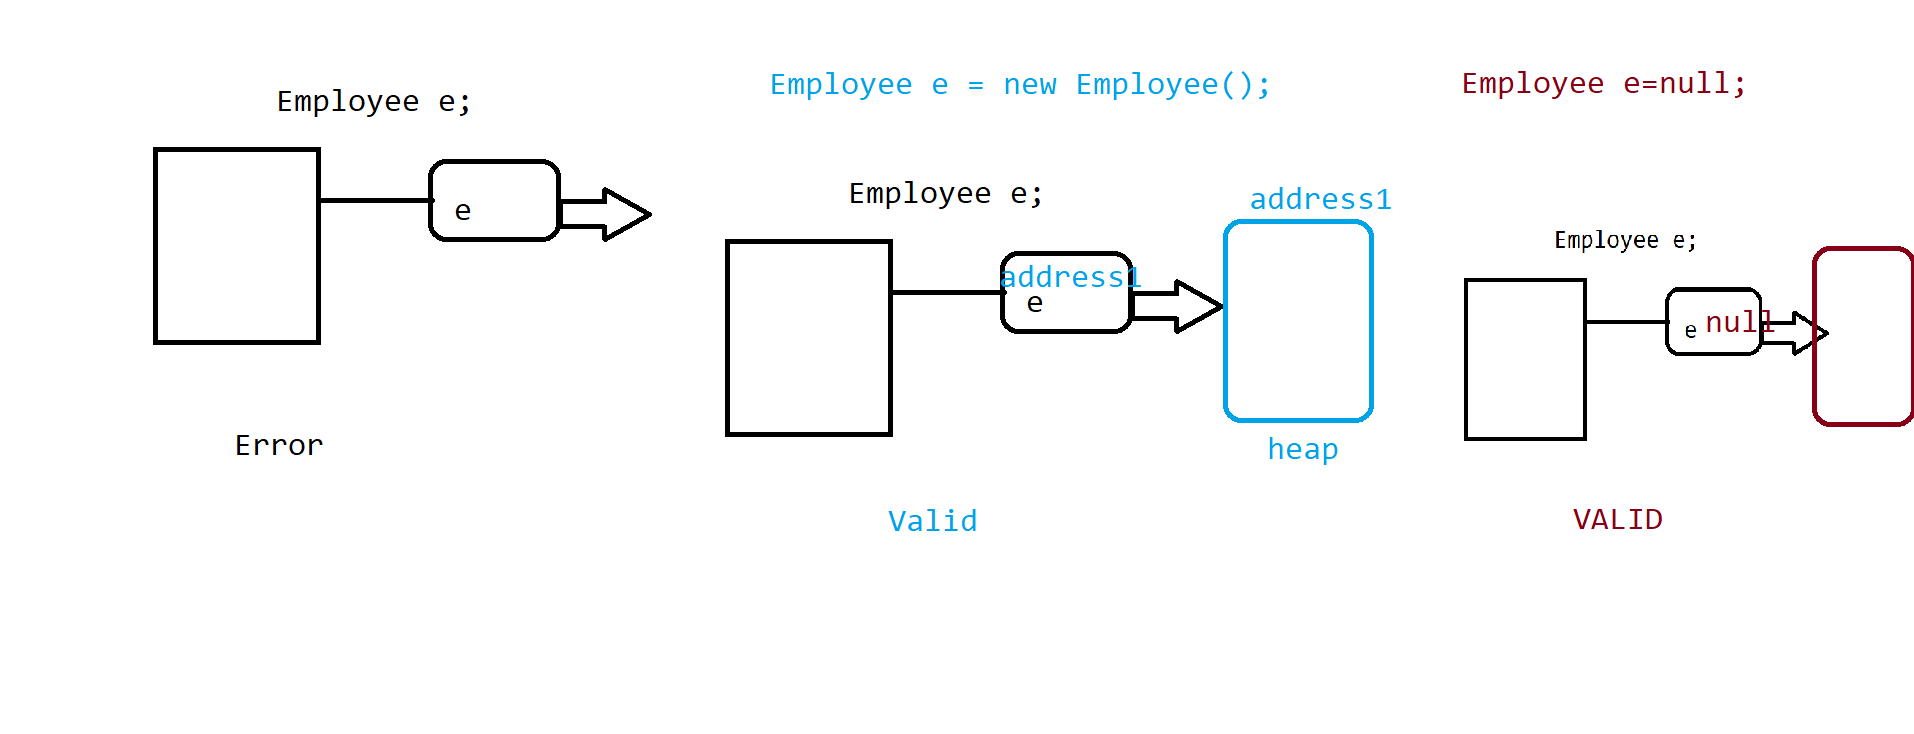 Employee e;
e
Error
Employee e = new Employee();
Employee e;
address1
address1
e
heap
Valid
Employee e=null;
Employee e;
e null
VALID